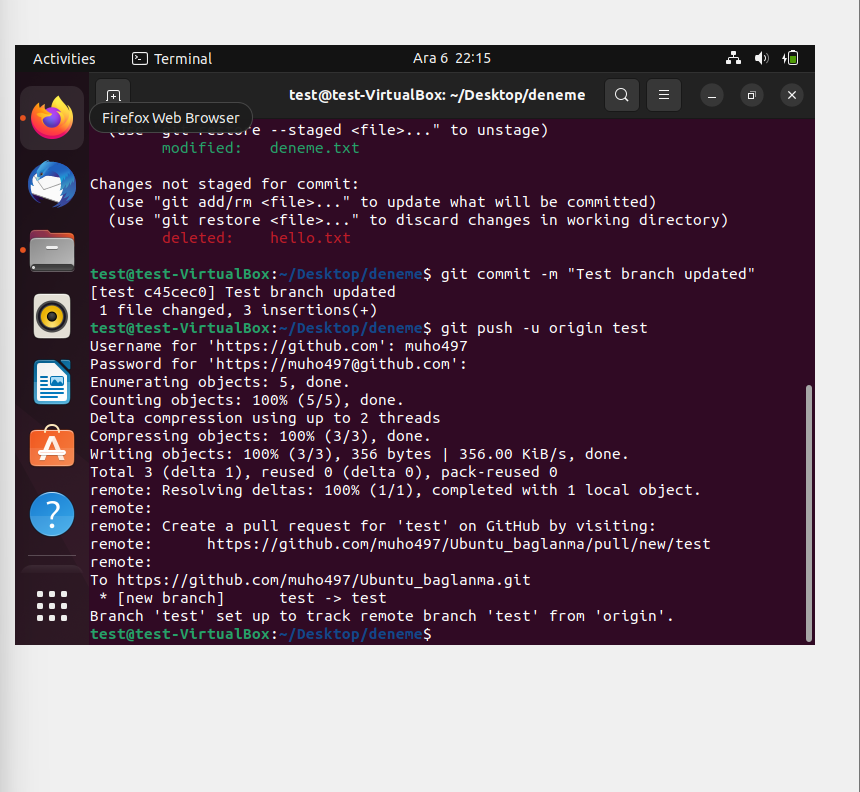 Activities
Terminal
Ara 6 22:15
test@test-VirtualBox: ~/Desktop/deneme
Firefox Web Browser
(use "git restore --staged <file>..." to unstage)
modified:   deneme.txt
Changes not staged for commit:
(use "git add/rm <file>..." to update what will be committed)
(use "git restore <file>..." to discard changes in working directory)
deleted:    hello.txt
test@test-VirtualBox:~/Desktop/deneme$ git commit -m "Test branch updated"
[test c45cec0] Test branch updated
1 file changed, 3 insertions(+)
test@test-VirtualBox:~/Desktop/deneme$ git push -u origin test
Username for 'https://github.com': muho497
Password for 'https://muho497@github.com':
Enumerating objects: 5, done.
Counting objects: 100% (5/5), done.
Delta compression using up to 2 threads
Compressing objects: 100% (3/3), done.
Writing objects: 100% (3/3), 356 bytes | 356.00 KiB/s, done.
Total 3 (delta 1), reused 0 (delta 0), pack-reused 0
remote: Resolving deltas: 100% (1/1), completed with 1 local object.
remote:
remote: Create a pull request for 'test' on GitHub by visiting:
remote:      https://github.com/muho497/Ubuntu_baglanma/pull/new/test
remote:
To https://github.com/muho497/Ubuntu_baglanma.git
* [new branch]      test -> test
Branch 'test' set up to track remote branch 'test' from 'origin'.
test@test-VirtualBox:~/Desktop/deneme$